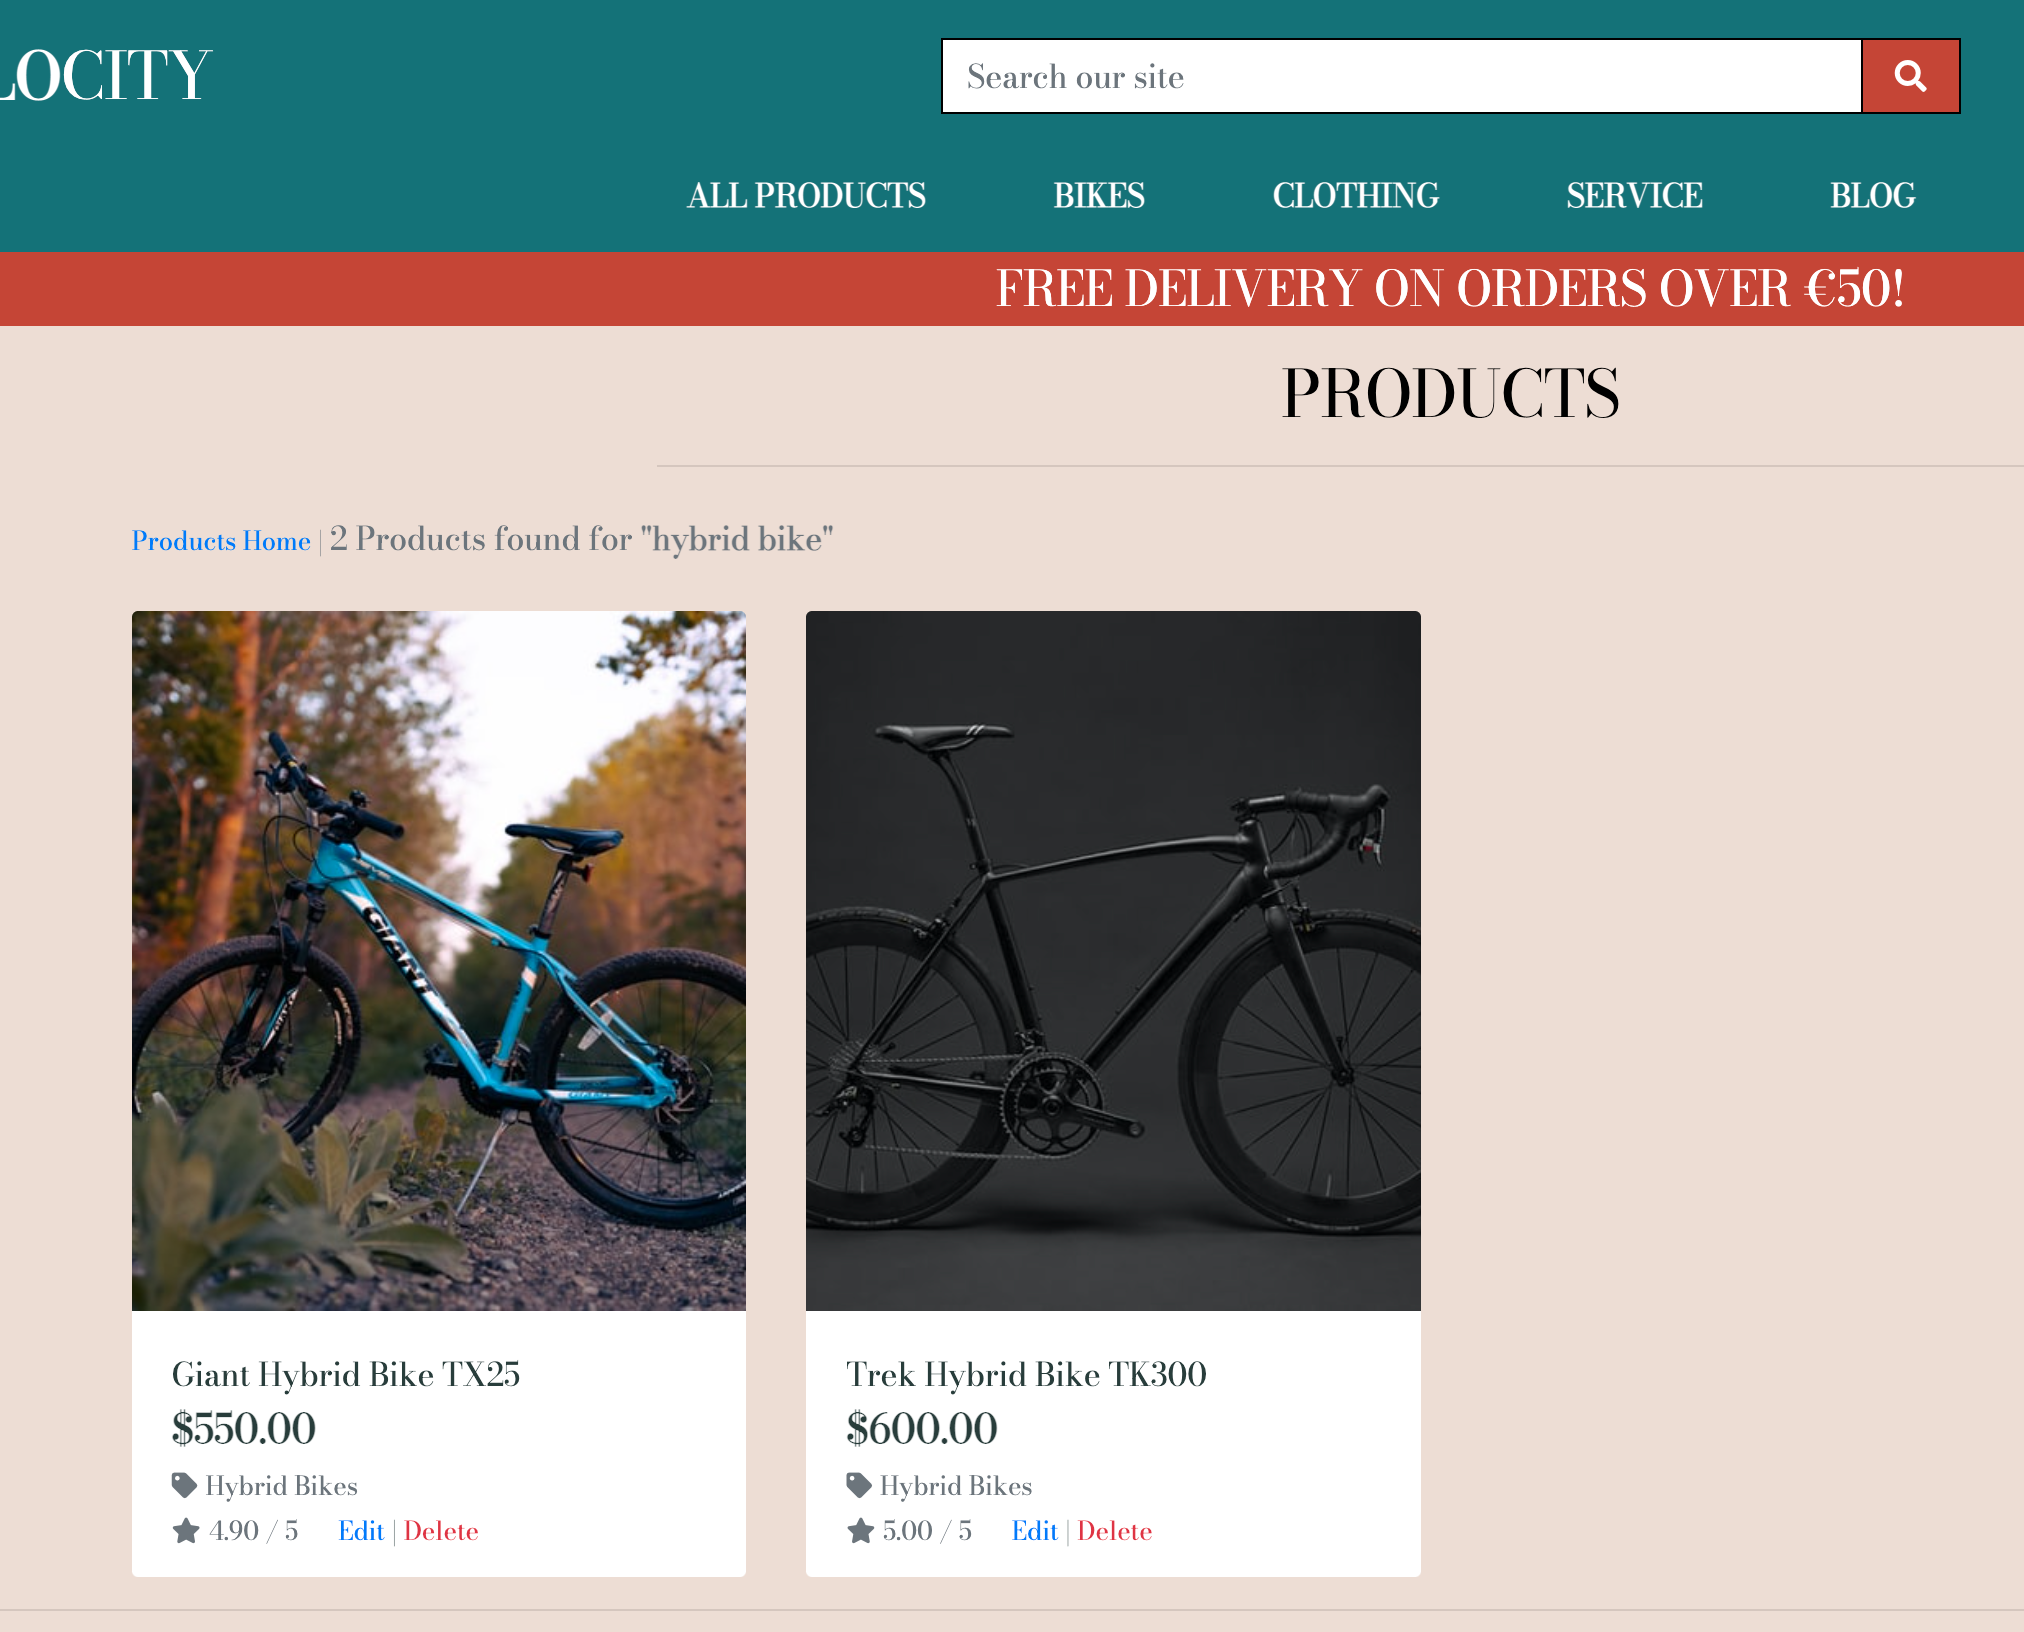 LOCITY
Search our site
ALL PRODUCTS BIKES CLOTHING SERVICE BLOG
FREE DELIVERY ON ORDERS OVER €50!
PRODUCTS
Products Home | 2 Products found for "hybrid bike"
GIANT
GIANT
Giant Hybrid Bike TX25
$550.00
Hybrid Bikes
4.90 / 5 Edit | Delete
Trek Hybrid Bike TK300
$600.00
Hybrid Bikes
5.00 / 5 Edit | Delete